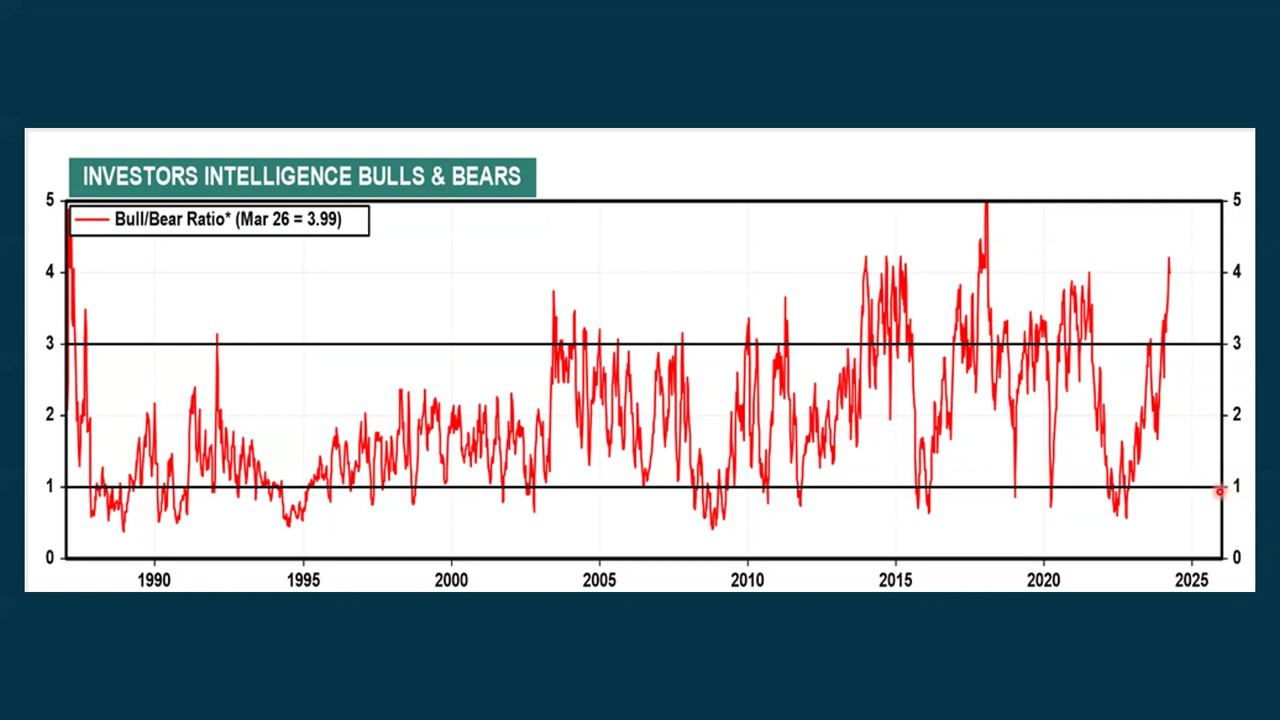 INVESTORS INTELLIGENCE BULLS & BEARS
Bull/Bear Ratio* (Mar 26 = 3.99)
5 5
4 4
3 3
2 2
1 1
0 0
1990 1995 2000 2005 2010 2015 2020 2025